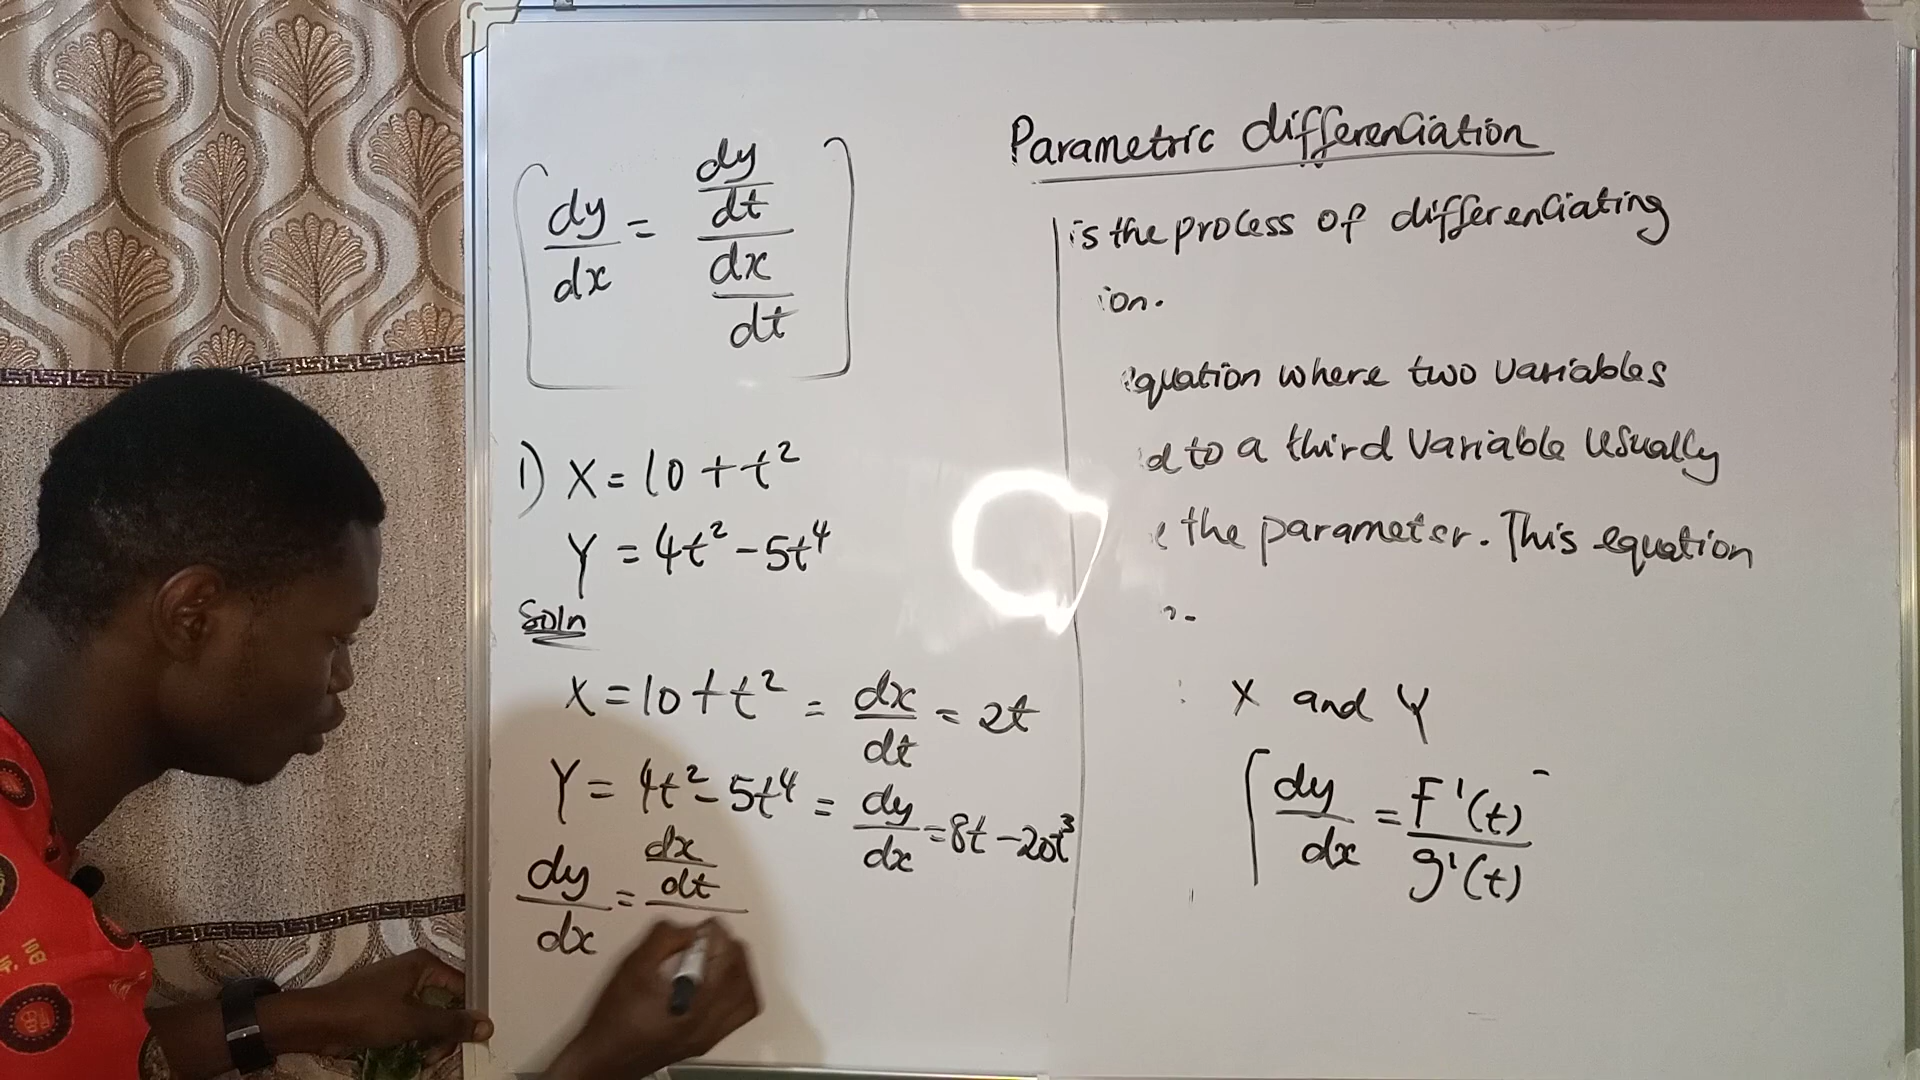 dy/dx = dy/dt / dx/dt
1) X = 10 + t²
Y = 4t² - 5t⁴
Soln
X = 10 + t² = dx/dt = 2t
Y = 4t² - 5t⁴ = dy/dx = 8t - 20t³
dy/dx = dx/dt
Parametric differenciation
is the process of differenciating
ion.
quation where two variables
d to a third variable usually
the parameter. This equation
X and Y
dy/dx = F'(t) / g'(t)